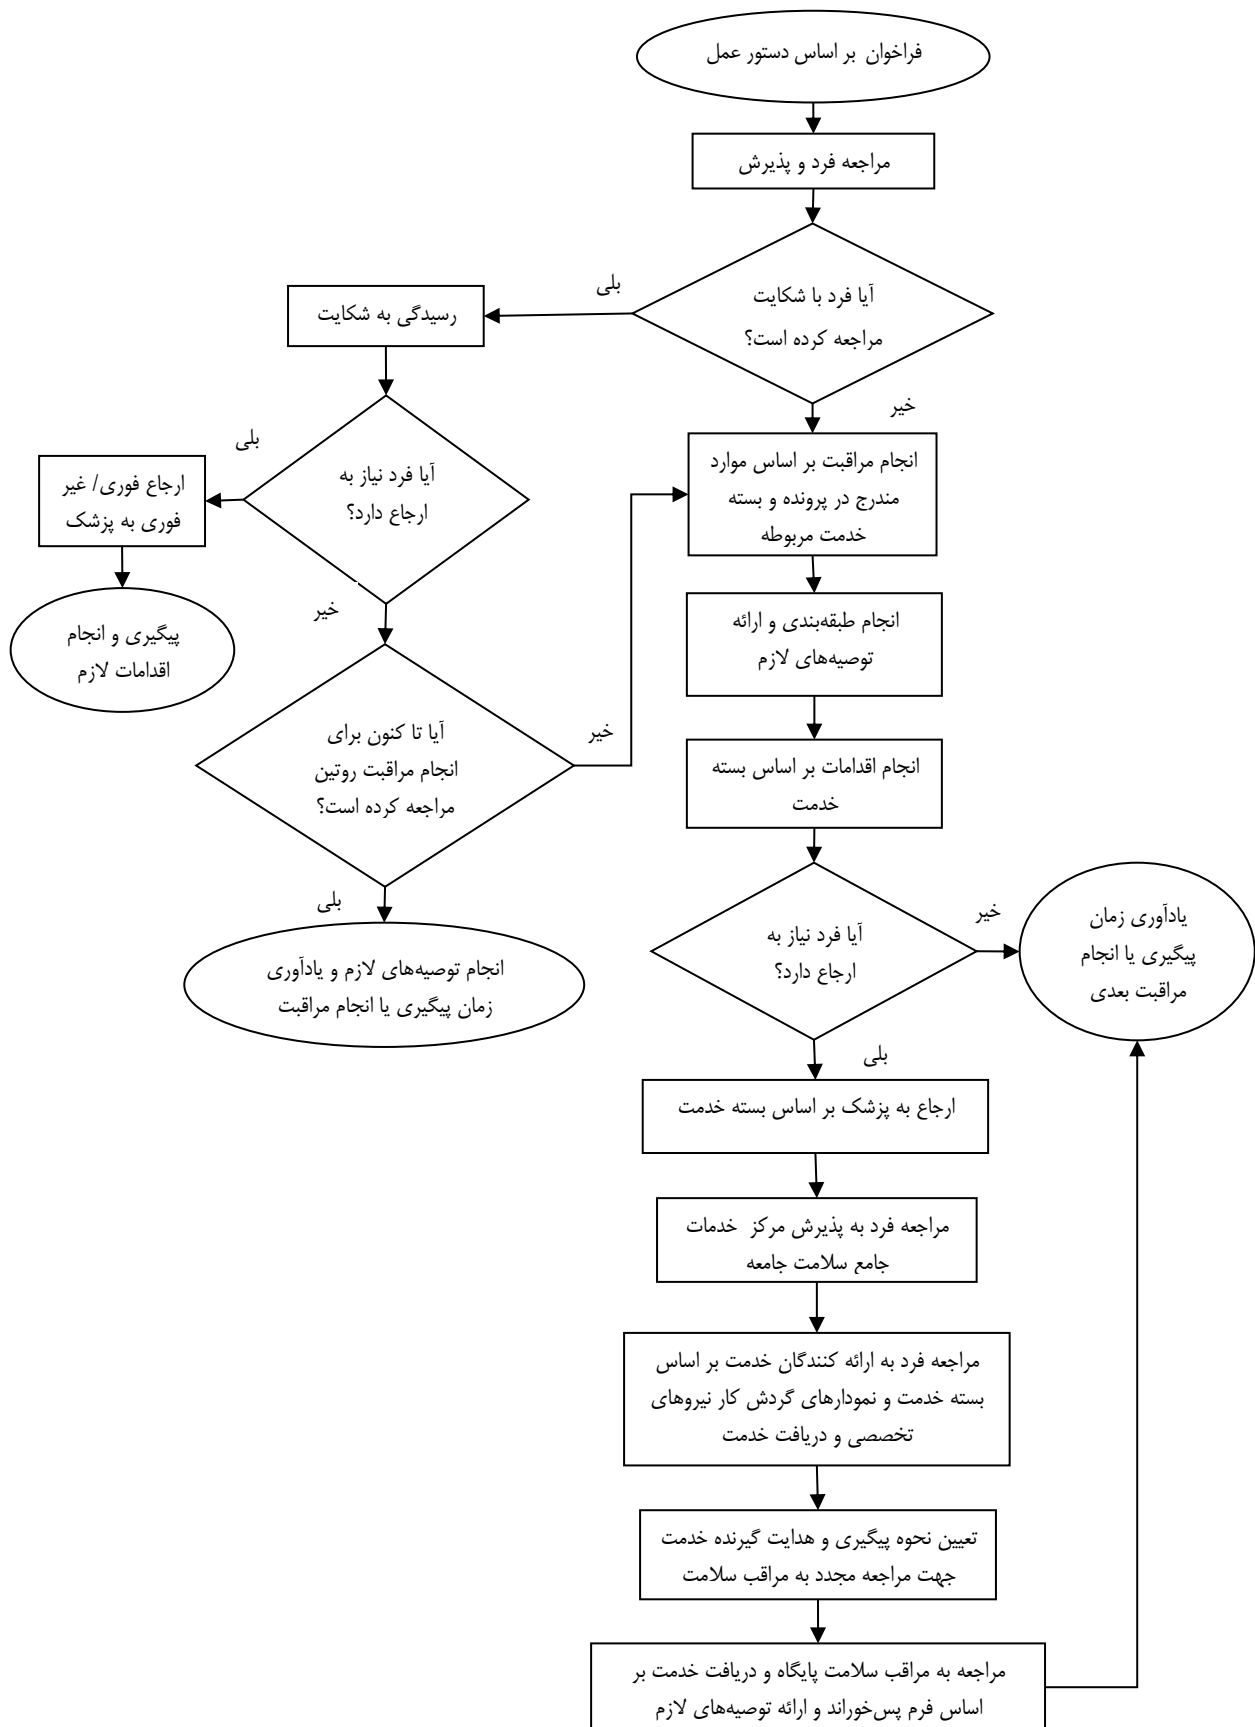 فراخوان بر اساس دستور عمل
مراجعه فرد و پذیرش
آیا فرد با شکایت
مراجعه کرده است؟
بلی
رسیدگی به شکایت
خیر
آیا فرد نیاز به
ارجاع دارد؟
بلی
ارجاع فوری/ غیر
فوری به پزشک
پیگیری و انجام
اقدامات لازم
خیر
آیا تا کنون برای
انجام مراقبت روتین
مراجعه کرده است؟
خیر
بلی
انجام توصیه‌های لازم و یادآوری
زمان پیگیری یا انجام مراقبت
انجام مراقبت بر اساس موارد
مندرج در پرونده و بسته
خدمت مربوطه
انجام طبقه‌بندی و ارائه
توصیه‌های لازم
انجام اقدامات بر اساس بسته
خدمت
آیا فرد نیاز به
ارجاع دارد؟
خیر
یادآوری زمان
پیگیری یا انجام
مراقبت بعدی
بلی
ارجاع به پزشک بر اساس بسته خدمت
مراجعه فرد به پذیرش مرکز خدمات
جامع سلامت جامعه
مراجعه فرد به ارائه کنندگان خدمت بر اساس
بسته خدمت و نمودارهای گردش کار نیروهای
تخصصی و دریافت خدمت
تعیین نحوه پیگیری و هدایت گیرنده خدمت
جهت مراجعه مجدد به مراقب سلامت
مراجعه به مراقب سلامت پایگاه و دریافت خدمت بر
اساس فرم پس‌خوراند و ارائه توصیه‌های لازم